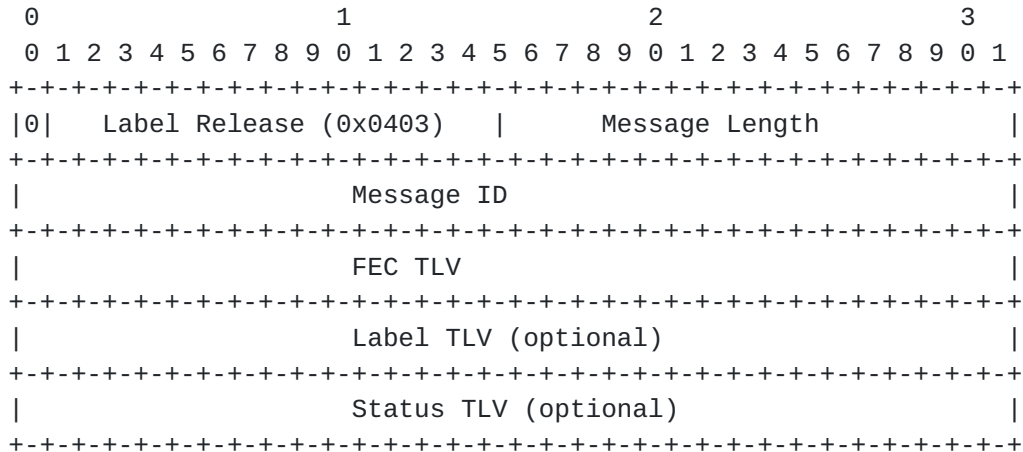 0                   1                   2                   3
 0 1 2 3 4 5 6 7 8 9 0 1 2 3 4 5 6 7 8 9 0 1 2 3 4 5 6 7 8 9 0 1
+-+-+-+-+-+-+-+-+-+-+-+-+-+-+-+-+-+-+-+-+-+-+-+-+-+-+-+-+-+-+-+-+
|0|   Label Release (0x0403)   |      Message Length            |
+-+-+-+-+-+-+-+-+-+-+-+-+-+-+-+-+-+-+-+-+-+-+-+-+-+-+-+-+-+-+-+-+
|                     Message ID                                |
+-+-+-+-+-+-+-+-+-+-+-+-+-+-+-+-+-+-+-+-+-+-+-+-+-+-+-+-+-+-+-+-+
|                     FEC TLV                                   |
+-+-+-+-+-+-+-+-+-+-+-+-+-+-+-+-+-+-+-+-+-+-+-+-+-+-+-+-+-+-+-+-+
|                     Label TLV (optional)                      |
+-+-+-+-+-+-+-+-+-+-+-+-+-+-+-+-+-+-+-+-+-+-+-+-+-+-+-+-+-+-+-+-+
|                     Status TLV (optional)                     |
+-+-+-+-+-+-+-+-+-+-+-+-+-+-+-+-+-+-+-+-+-+-+-+-+-+-+-+-+-+-+-+-+